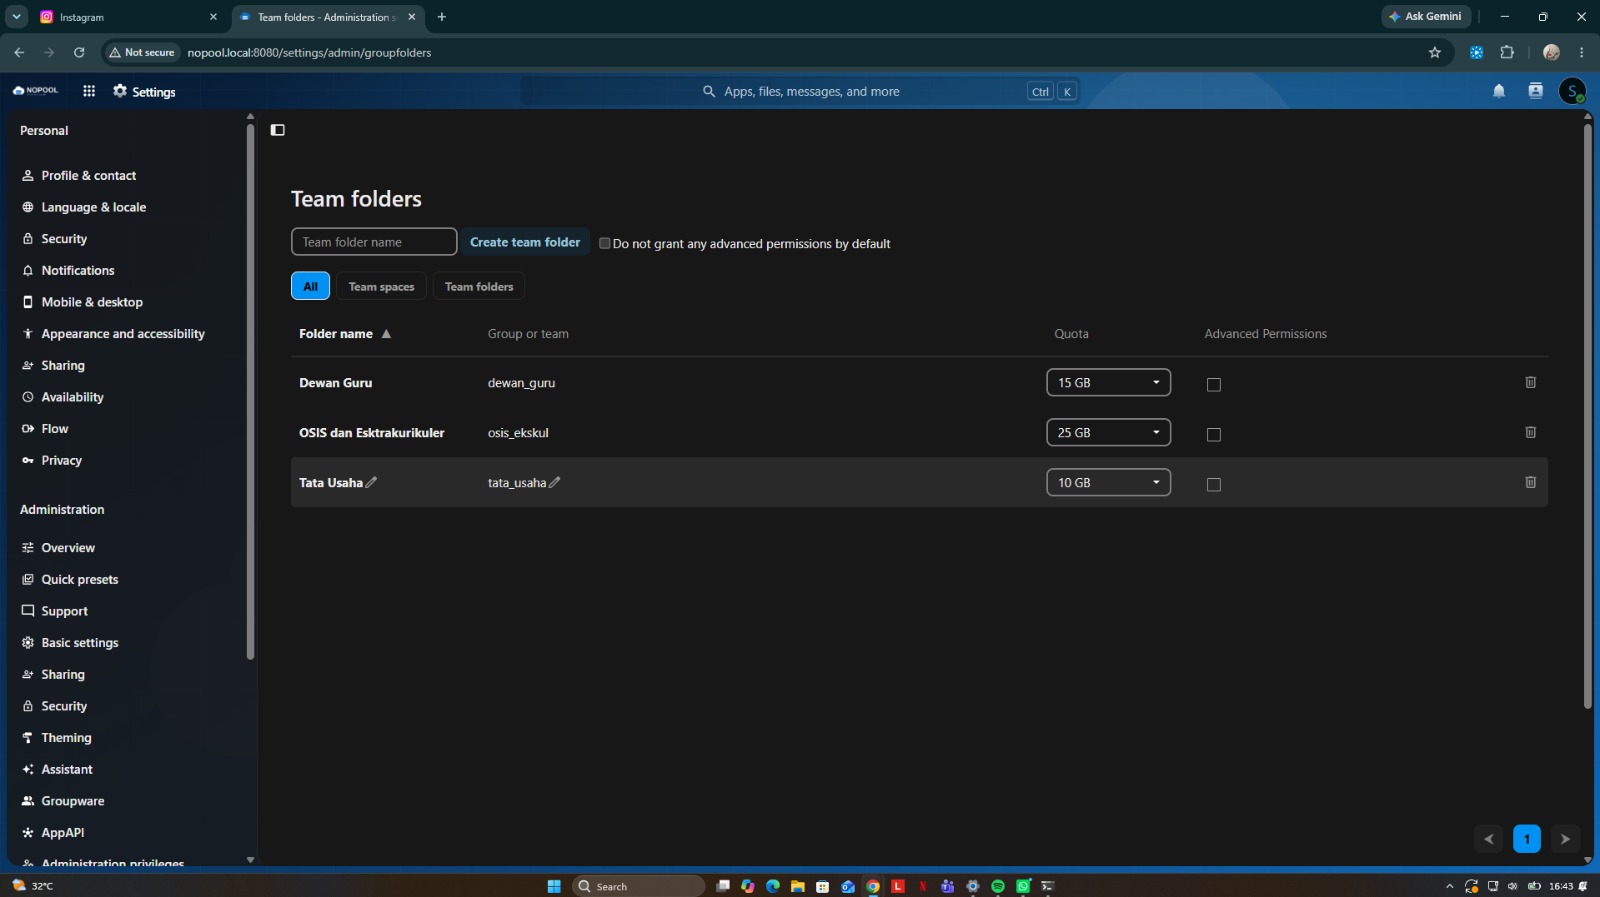 Instagram
Team folders - Administration s
Ask Gemini
Not secure
nopool.local:8080/settings/admin/groupfolders
NOPOOL
Settings
Apps, files, messages, and more
Ctrl
K
S
Personal
Profile & contact
Language & locale
Security
Notifications
Mobile & desktop
Appearance and accessibility
Sharing
Availability
Flow
Privacy
Administration
Overview
Quick presets
Support
Basic settings
Sharing
Security
Theming
Assistant
Groupware
AppAPI
Administration privileges
Team folders
Team folder name
Create team folder
Do not grant any advanced permissions by default
All
Team spaces
Team folders
Folder name ▲
Group or team
Quota
Advanced Permissions
Dewan Guru
dewan_guru
15 GB
OSIS dan Esktrakurikuler
osis_ekskul
25 GB
Tata Usaha
tata_usaha
10 GB
1
32°C
Search
L
N
16:43